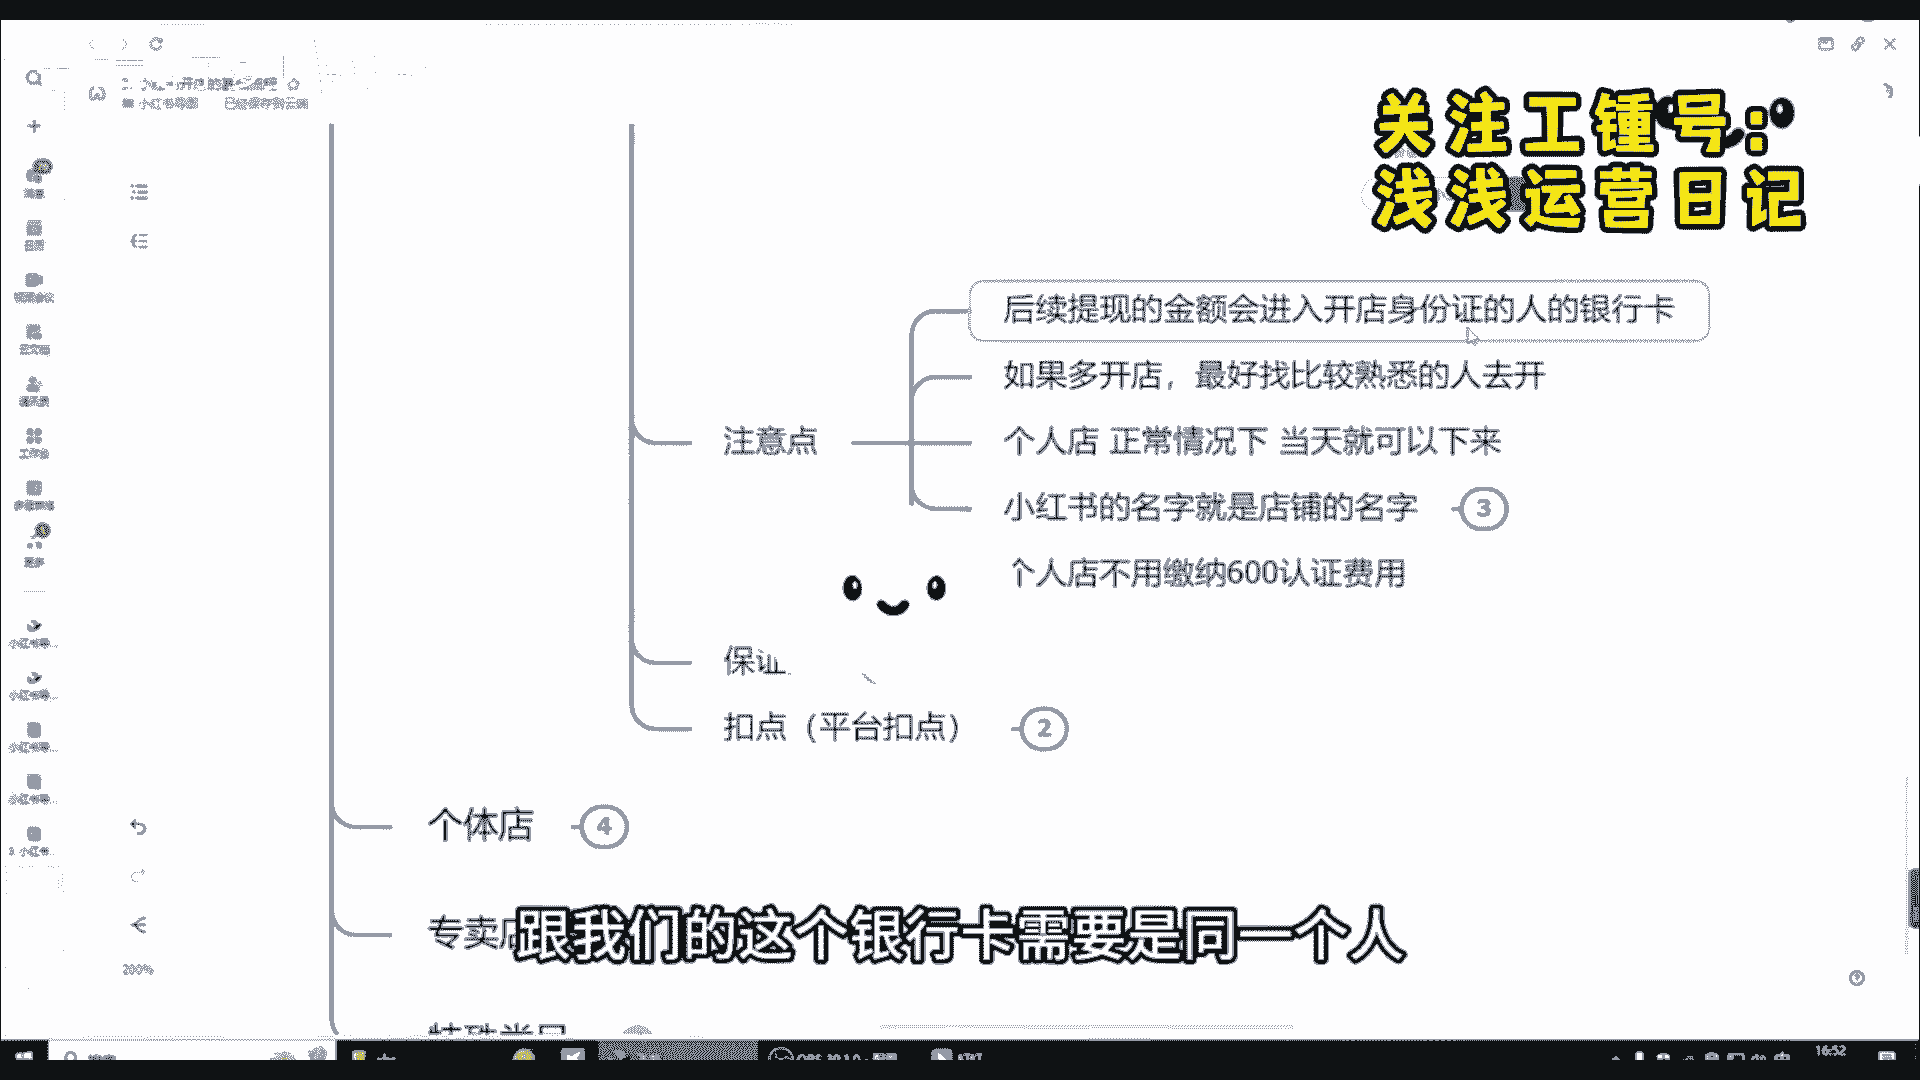 关注工锺号:
浅浅运营日记
后续提现的金额会进入开店身份证的人的银行卡
如果多开店，最好找比较熟悉的人去开
注意点
个人店 正常情况下 当天就可以下来
小红书的名字就是店铺的名字
3
个人店不用缴纳600认证费用
保证
扣点（平台扣点）
2
个体店
4
专卖店
跟我们的这个银行卡需要是同一个人
200%
16:52